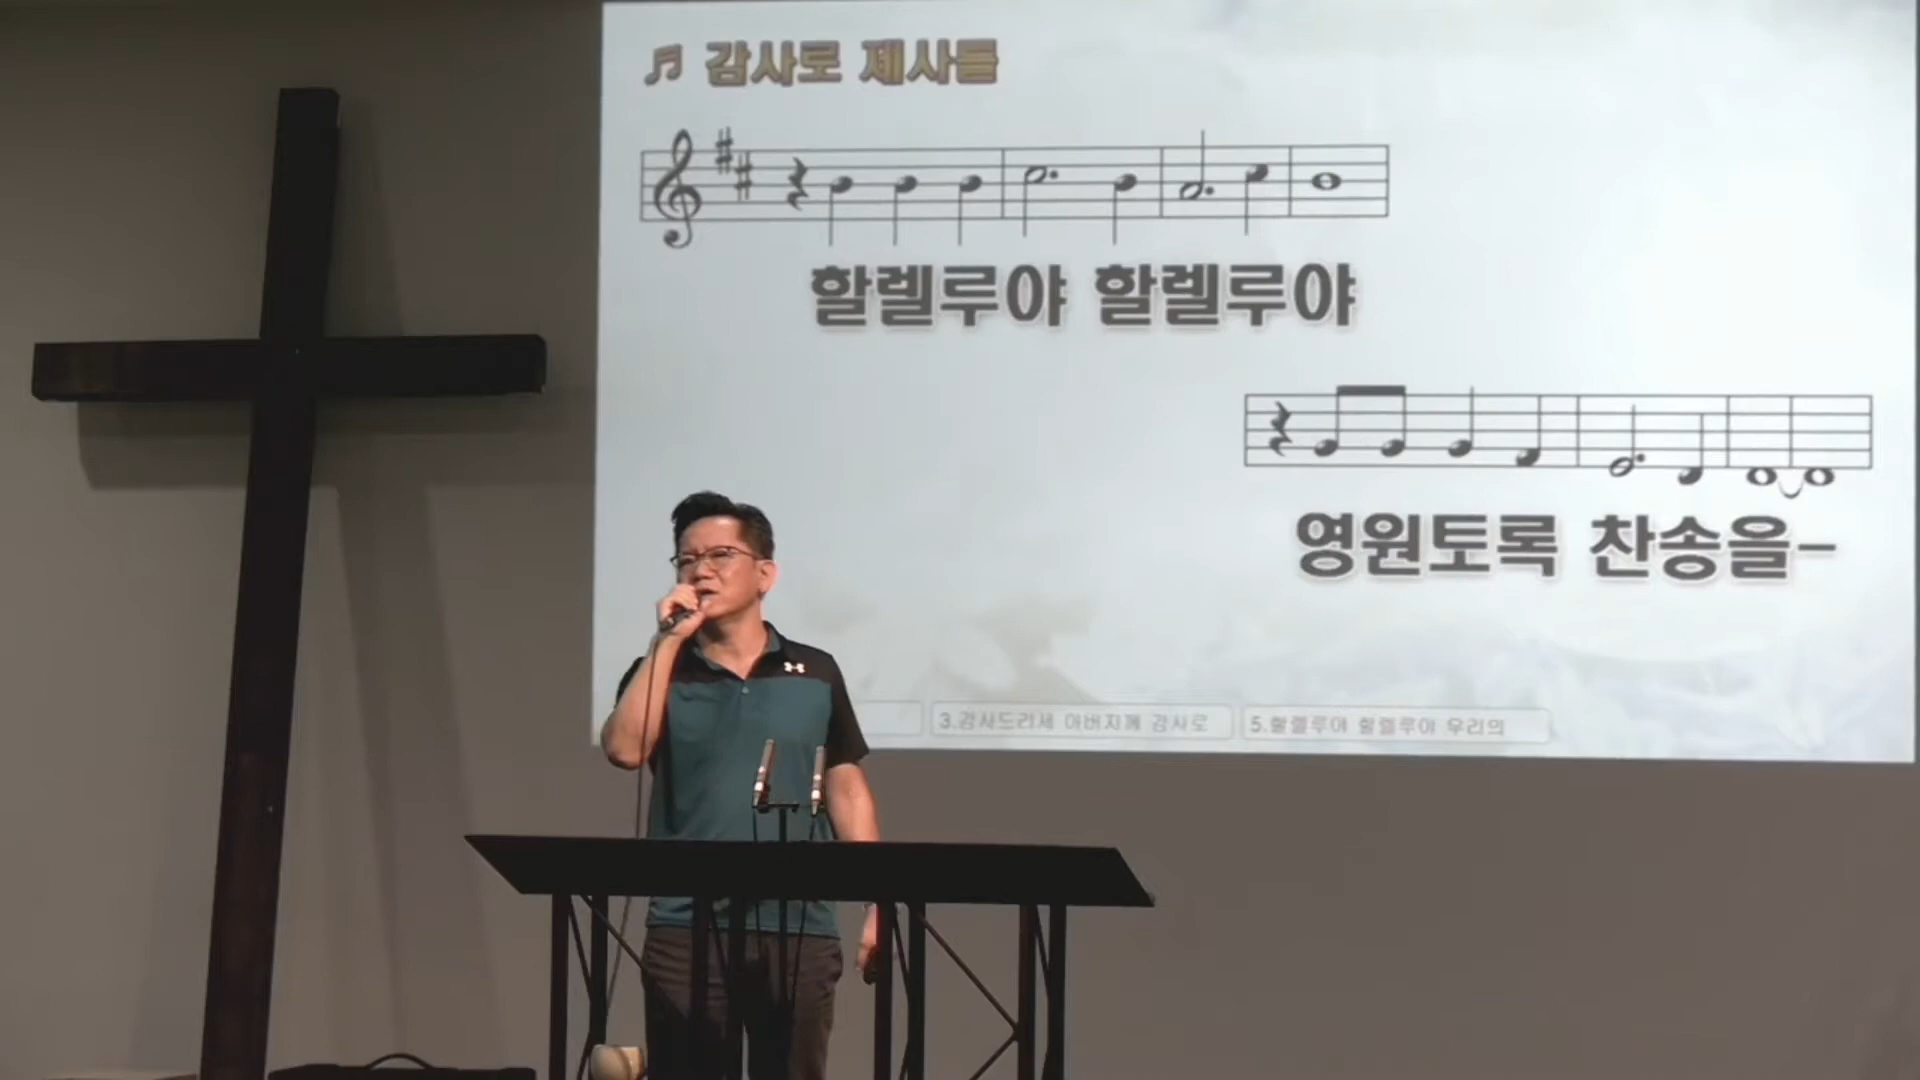 감사로 제사를
할렐루야 할렐루야
영원토록 찬송을-
3.감사드리세 아버지께 감사로
5.할렐루야 할렐루야 우리의